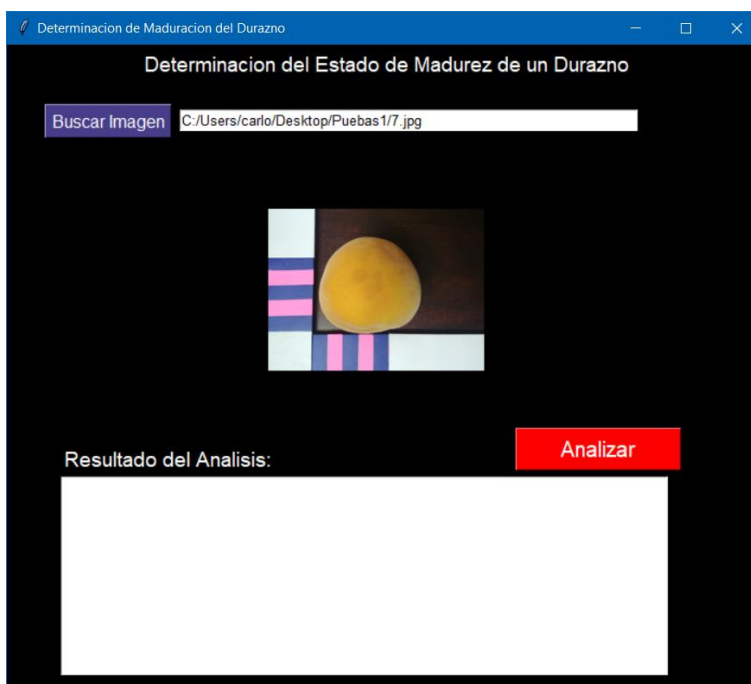 Determinacion de Maduracion del Durazno
Determinacion del Estado de Madurez de un Durazno
Buscar Imagen C:/Users/carlo/Desktop/Puebas1/7.jpg
Analizar
Resultado del Analisis: